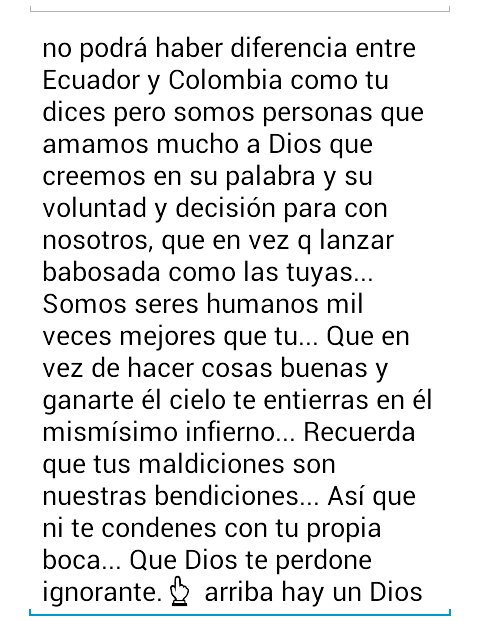 no podrá haber diferencia entre
Ecuador y Colombia como tu
dices pero somos personas que
amamos mucho a Dios que
creemos en su palabra y su
voluntad y decisión para con
nosotros, que en vez q lanzar
babosada como las tuyas...
Somos seres humanos mil
veces mejores que tu... Que en
vez de hacer cosas buenas y
ganarte él cielo te entierras en él
mismísimo infierno... Recuerda
que tus maldiciones son
nuestras bendiciones... Así que
ni te condenes con tu propia
boca... Que Dios te perdone
ignorante. 👆 arriba hay un Dios